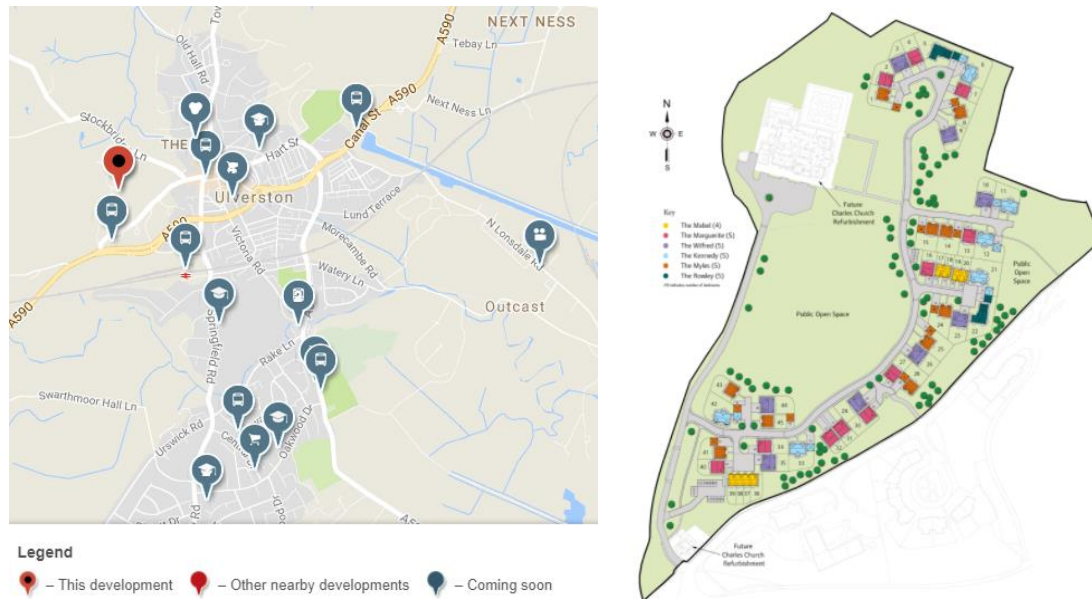 NEXT NESS
Tebay Ln
A590
Old Hall Rd
Next Ness Ln
A590
Canal St
Stockbridge Ln
THE
Hart St
Ulverston
Lund Terrace
N Lonsdale Rd
A590
Victoria Rd
Morecambe Rd
Watery Ln
A590
Outcast
Springfield Rd
Rake Ln
Swarthmoor Hall Ln
Urswick Rd
Oakwood Dr
Legend
– This development
– Other nearby developments
– Coming soon
N
W E
S
Future
Charles Church
Refurbishment
Key
The Mabel (4)
The Marguerite (5)
The Wilfred (5)
The Kennedy (5)
The Myles (5)
The Rowley (5)
Public
Open
Space
Public Open Space
Future
Charles Church
Refurbishment